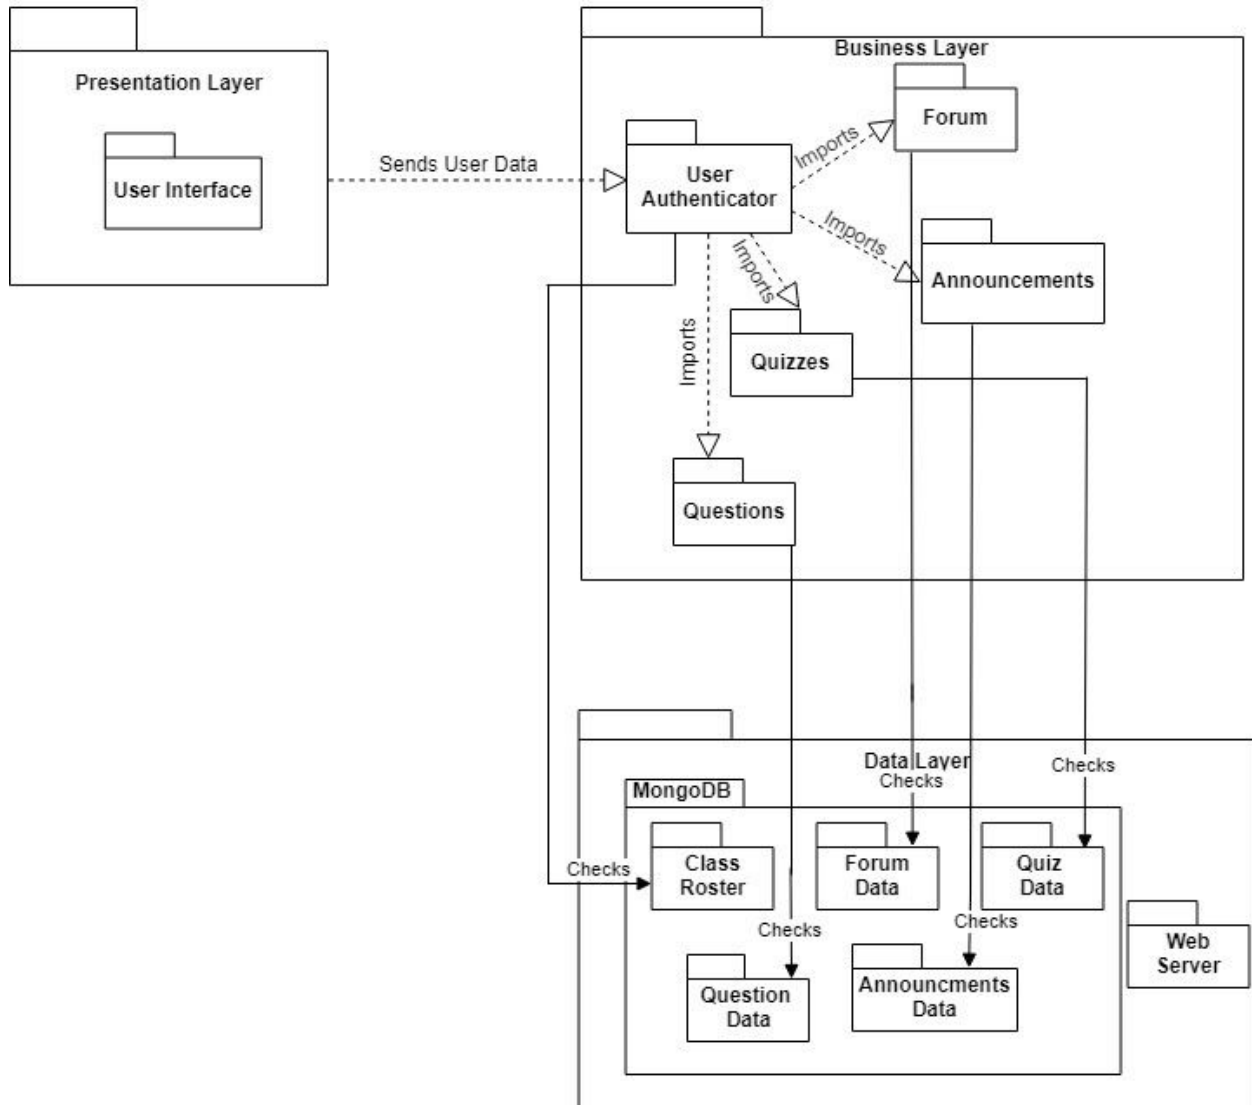 Business Layer
Presentation Layer
Forum
Imports
Sends User Data
User
Authenticator
User Interface
Imports
Imports
Announcements
Imports
Quizzes
Questions
Data Layer
Checks
Checks
MongoDB
Class
Roster
Forum
Data
Quiz
Data
Checks
Checks
Checks
Web
Server
Question
Data
Announcments
Data